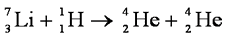 ⁷₃Li + ¹₁H → ⁴₂He + ⁴₂He